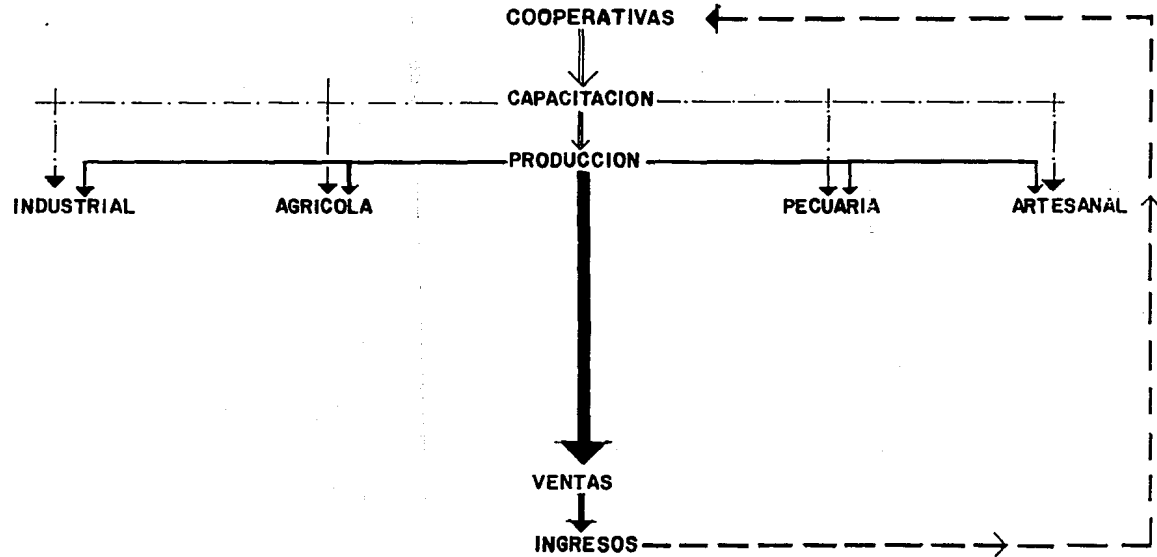 COOPERATIVAS
CAPACITACION
PRODUCCION
INDUSTRIAL AGRICOLA PECUARIA ARTESANAL
VENTAS
INGRESOS